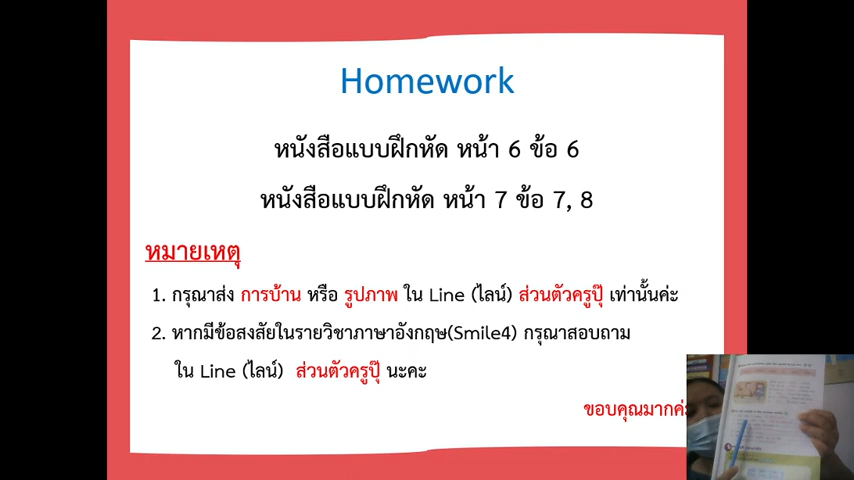 Homework
หนังสือแบบฝึกหัด หน้า 6 ข้อ 6
หนังสือแบบฝึกหัด หน้า 7 ข้อ 7, 8
หมายเหตุ
1. กรุณาส่ง การบ้าน หรือ รูปภาพ ใน Line (ไลน์) ส่วนตัวครูปุ๊ เท่านั้นค่ะ
2. หากมีข้อสงสัยในรายวิชาภาษาอังกฤษ(Smile4) กรุณาสอบถาม
ใน Line (ไลน์) ส่วนตัวครูปุ๊ นะคะ
ขอบคุณมากค่ะ